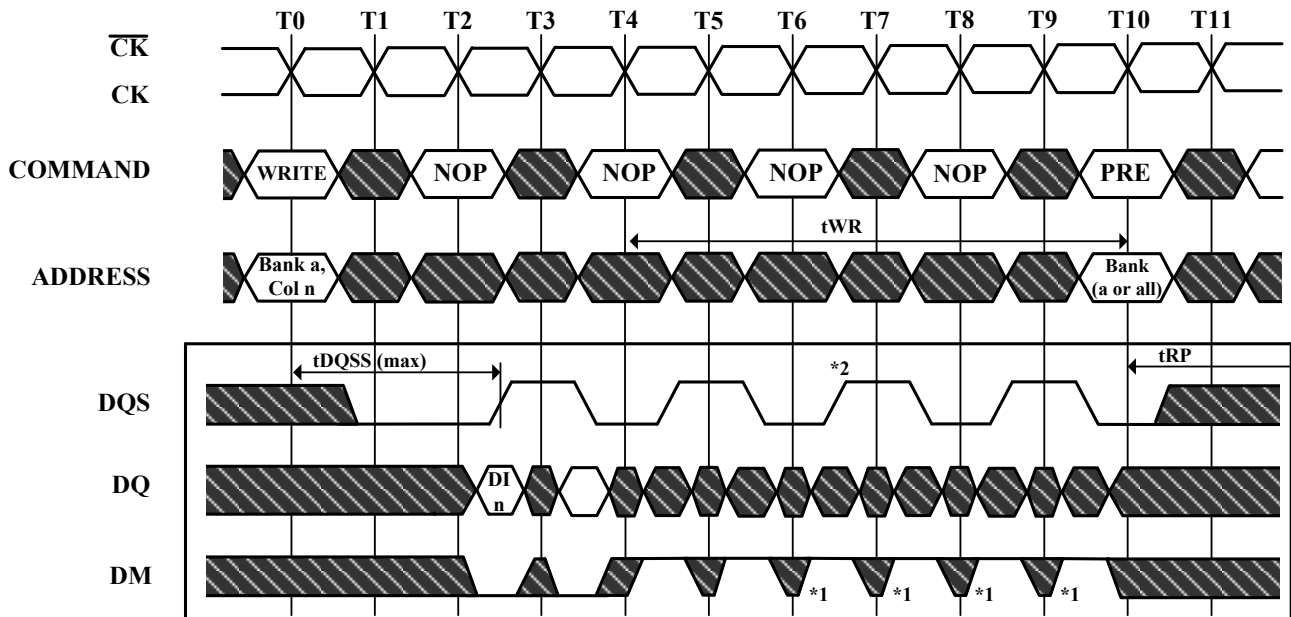 T0 T1 T2 T3 T4 T5 T6 T7 T8 T9 T10 T11
C̅K̅
CK
COMMAND WRITE NOP NOP NOP NOP PRE
tWR
ADDRESS Bank a, Col n Bank (a or all)
tDQSS (max) tRP
*2
DQS
DQ DI n
DM *1 *1 *1 *1